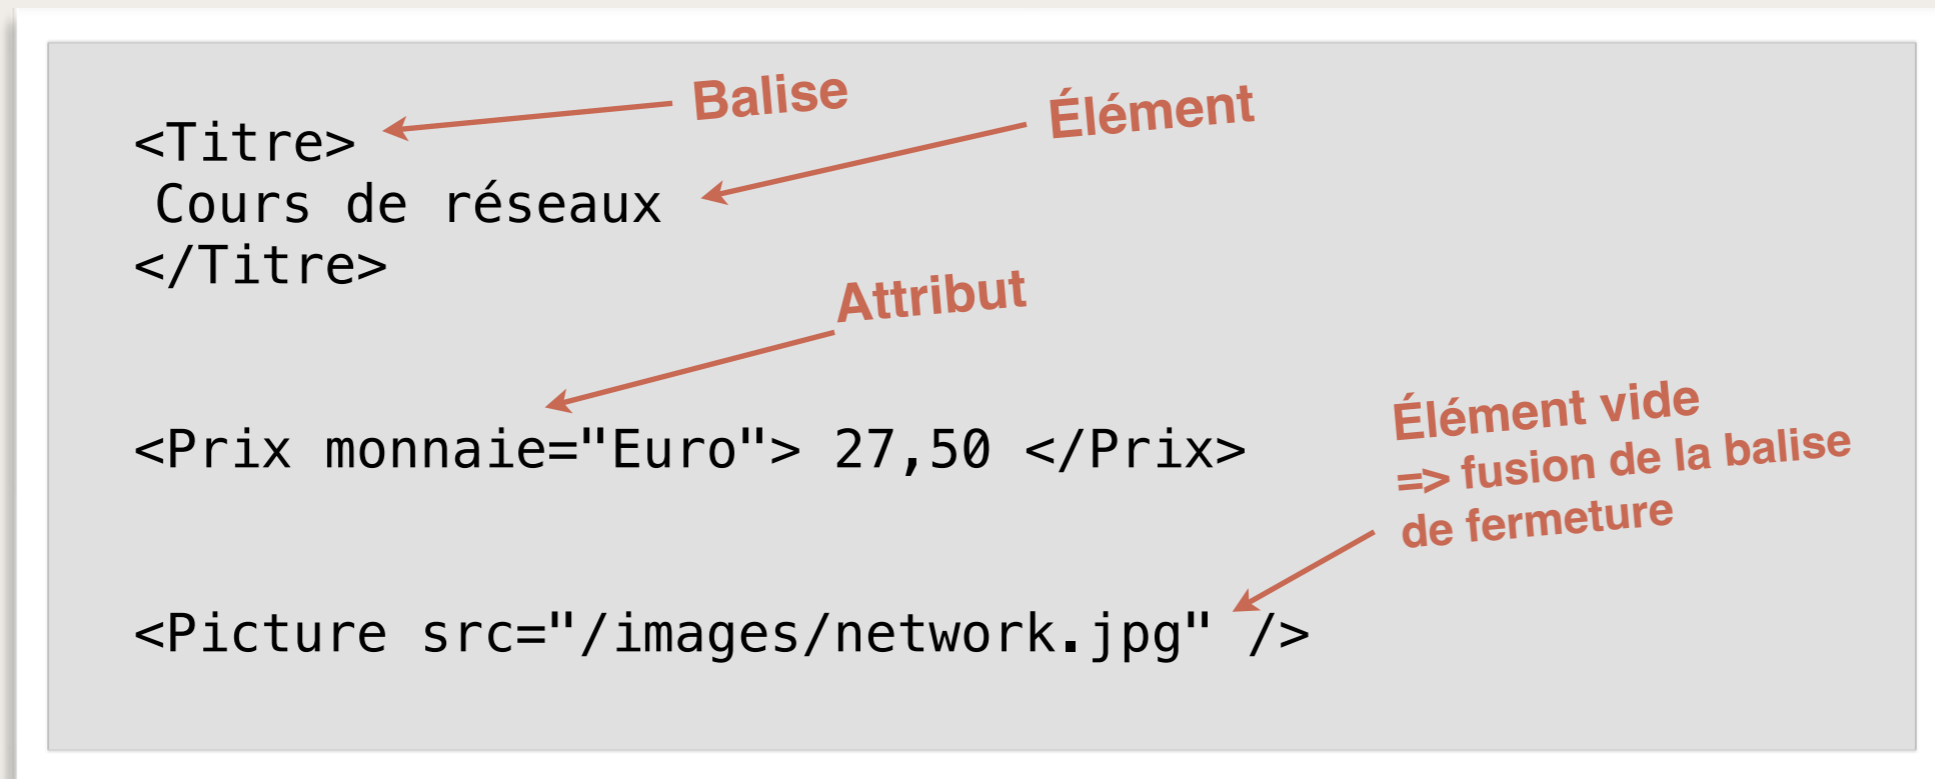 Balise
Élément
<Titre>
Cours de réseaux
</Titre>
Attribut
<Prix monnaie="Euro"> 27,50 </Prix>
Élément vide
=> fusion de la balise
de fermeture
<Picture src="/images/network.jpg" />